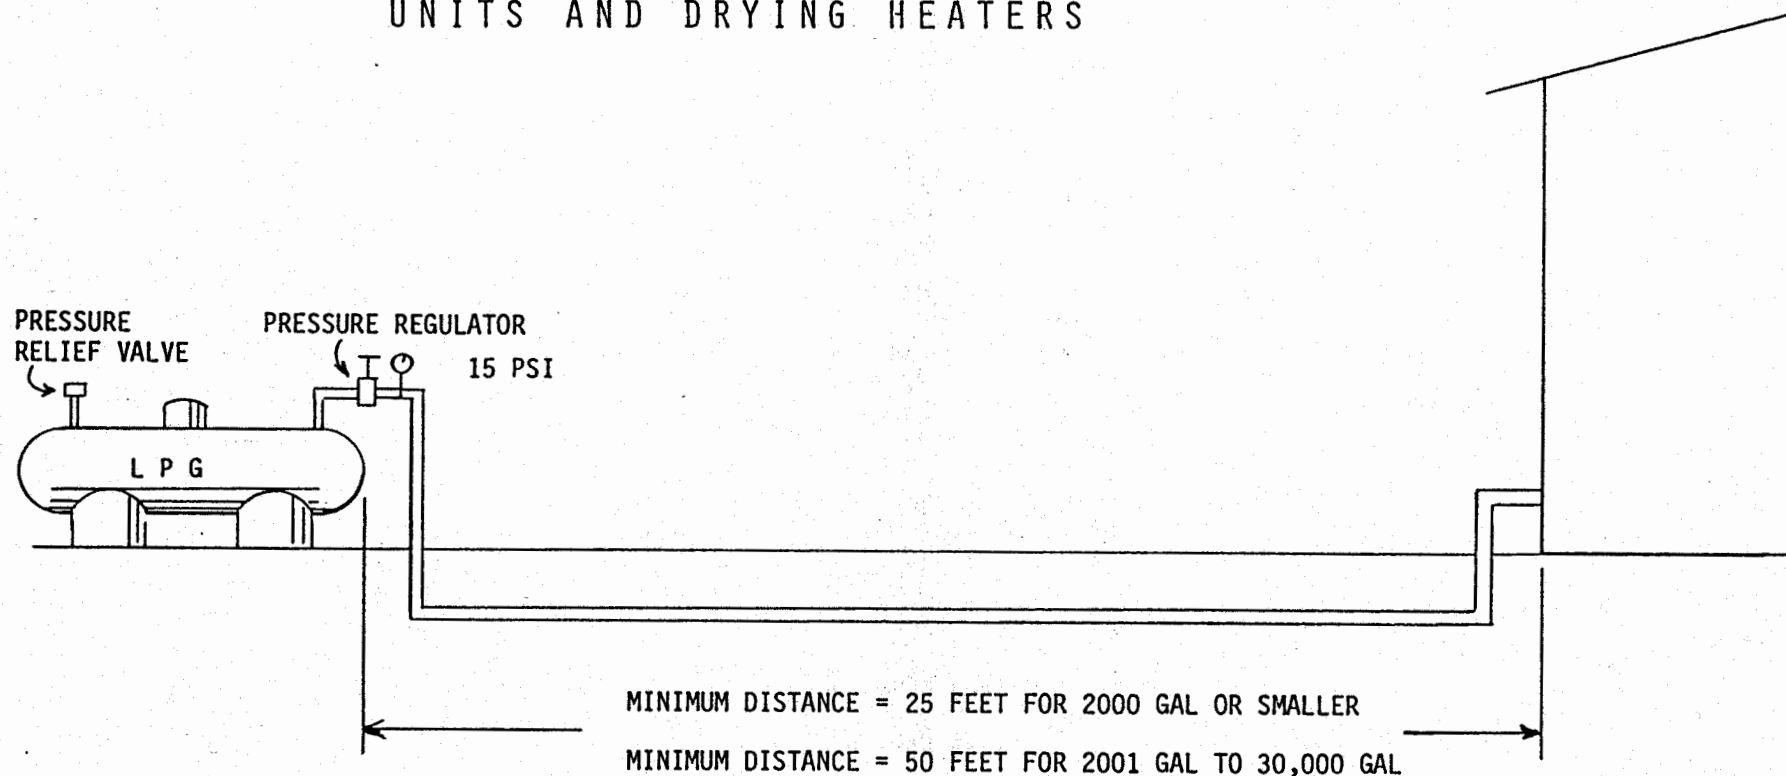 UNITS AND DRYING HEATERS
PRESSURE
RELIEF VALVE
PRESSURE REGULATOR
15 PSI
L P G
MINIMUM DISTANCE = 25 FEET FOR 2000 GAL OR SMALLER
MINIMUM DISTANCE = 50 FEET FOR 2001 GAL TO 30,000 GAL